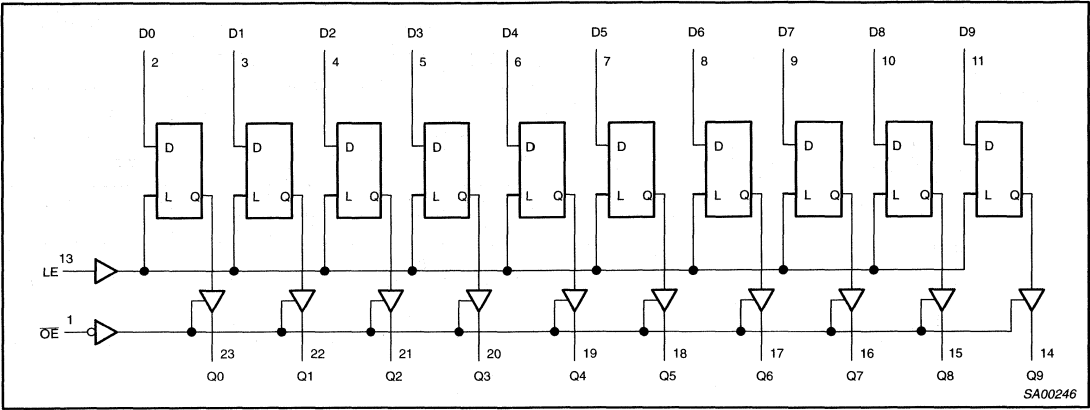 D0 D1 D2 D3 D4 D5 D6 D7 D8 D9
2 3 4 5 6 7 8 9 10 11
D D D D D D D D D D
L Q L Q L Q L Q L Q L Q L Q L Q L Q L Q
LE 13
OE 1
23 22 21 20 19 18 17 16 15 14
Q0 Q1 Q2 Q3 Q4 Q5 Q6 Q7 Q8 Q9
SA00246